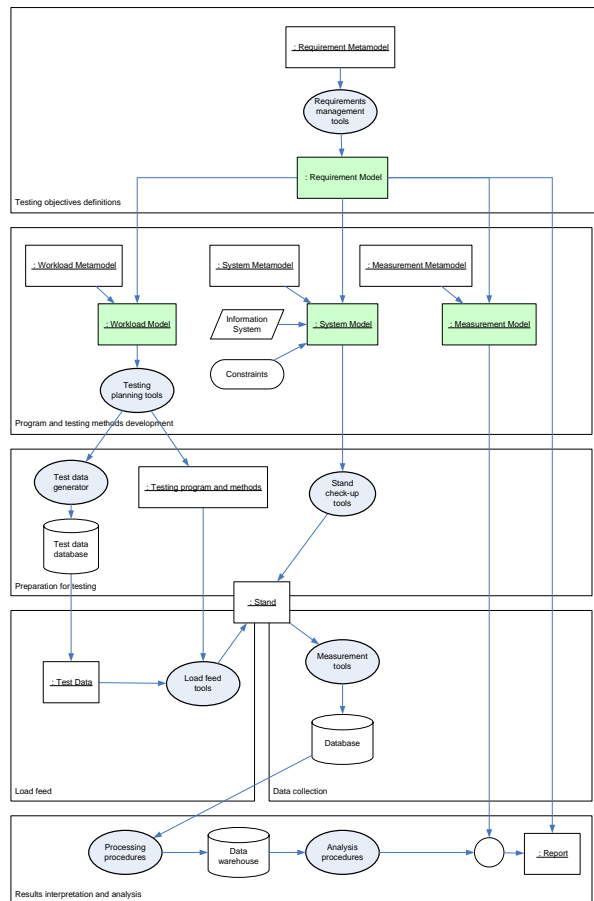 : Requirement Metamodel
Requirements
management
tools
: Requirement Model
Testing objectives definitions
: Workload Metamodel
: System Metamodel
: Measurement Metamodel
Information
System
: Workload Model
: System Model
: Measurement Model
Constraints
Testing
planning tools
Program and testing methods development
Test data
generator
: Testing program and methods
Stand
check-up
tools
Test data
database
Preparation for testing
: Stand
Measurement
tools
: Test Data
Load feed
tools
Database
Load feed
Data collection
Processing
procedures
Data
warehouse
Analysis
procedures
: Report
Results interpretation and analysis